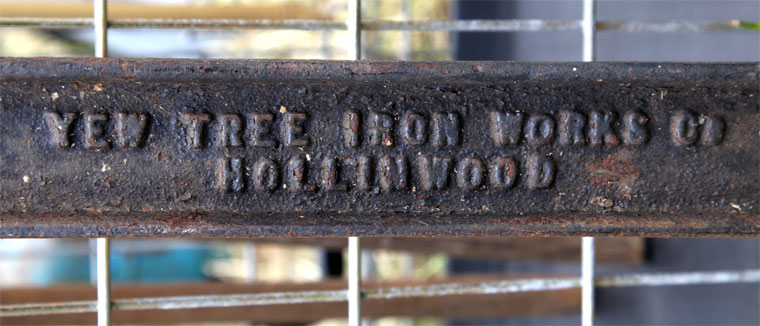 YEW TREE IRON WORKS CO
HOLLINWOOD